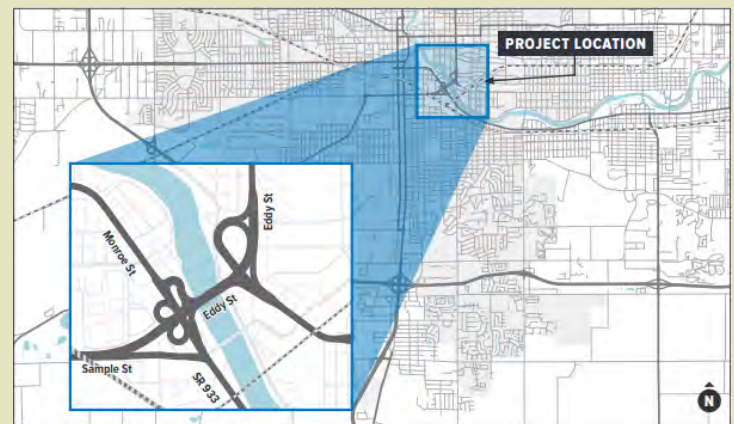 PROJECT LOCATION
Eddy St
Monroe St
Eddy St
Sample St
SR 933
N